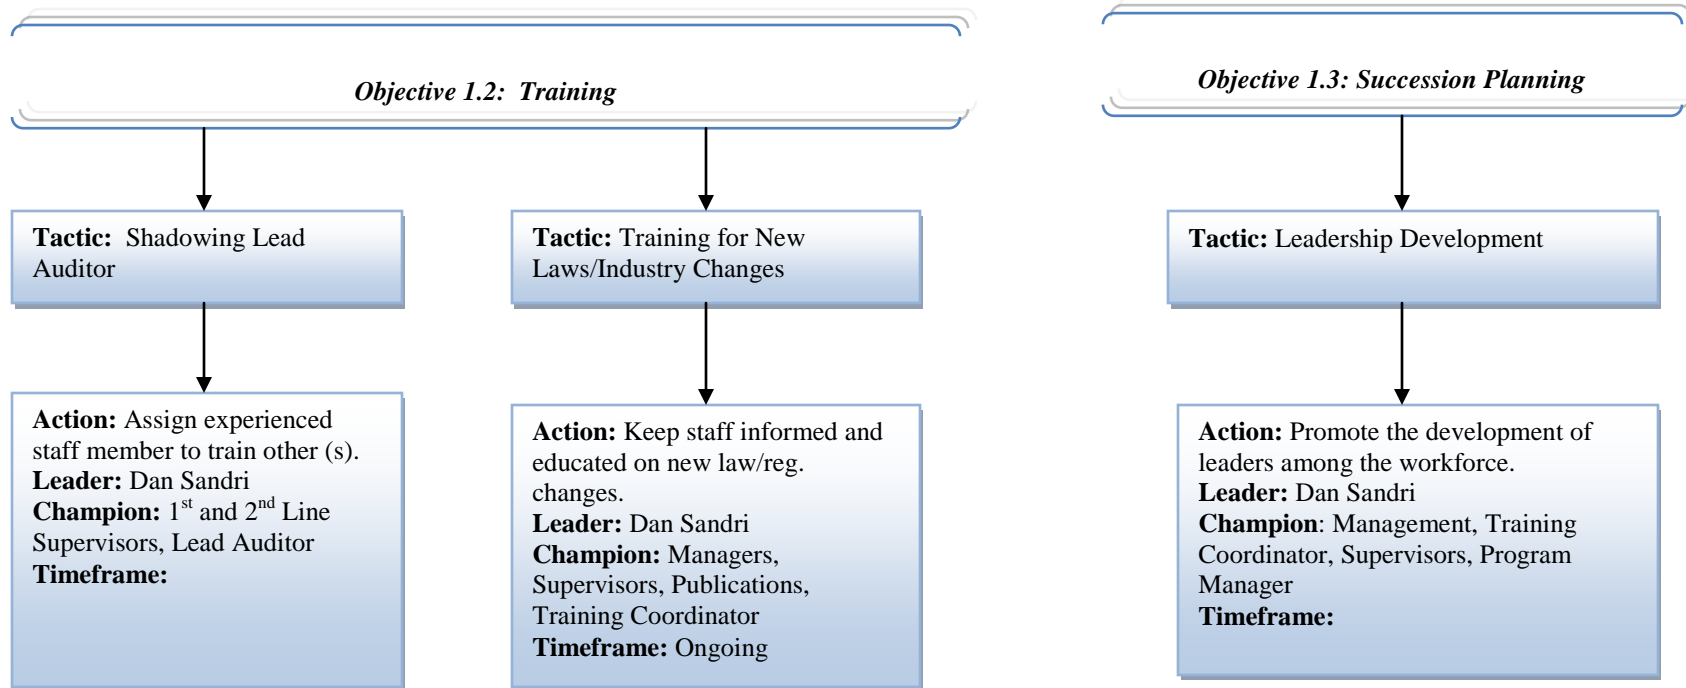 Objective 1.2: Training
Objective 1.3: Succession Planning
Tactic: Shadowing Lead
Auditor
Tactic: Training for New
Laws/Industry Changes
Tactic: Leadership Development
Action: Assign experienced
staff member to train other (s).
Leader: Dan Sandri
Champion: 1st and 2nd Line
Supervisors, Lead Auditor
Timeframe:
Action: Keep staff informed and
educated on new law/reg.
changes.
Leader: Dan Sandri
Champion: Managers,
Supervisors, Publications,
Training Coordinator
Timeframe: Ongoing
Action: Promote the development of
leaders among the workforce.
Leader: Dan Sandri
Champion: Management, Training
Coordinator, Supervisors, Program
Manager
Timeframe: